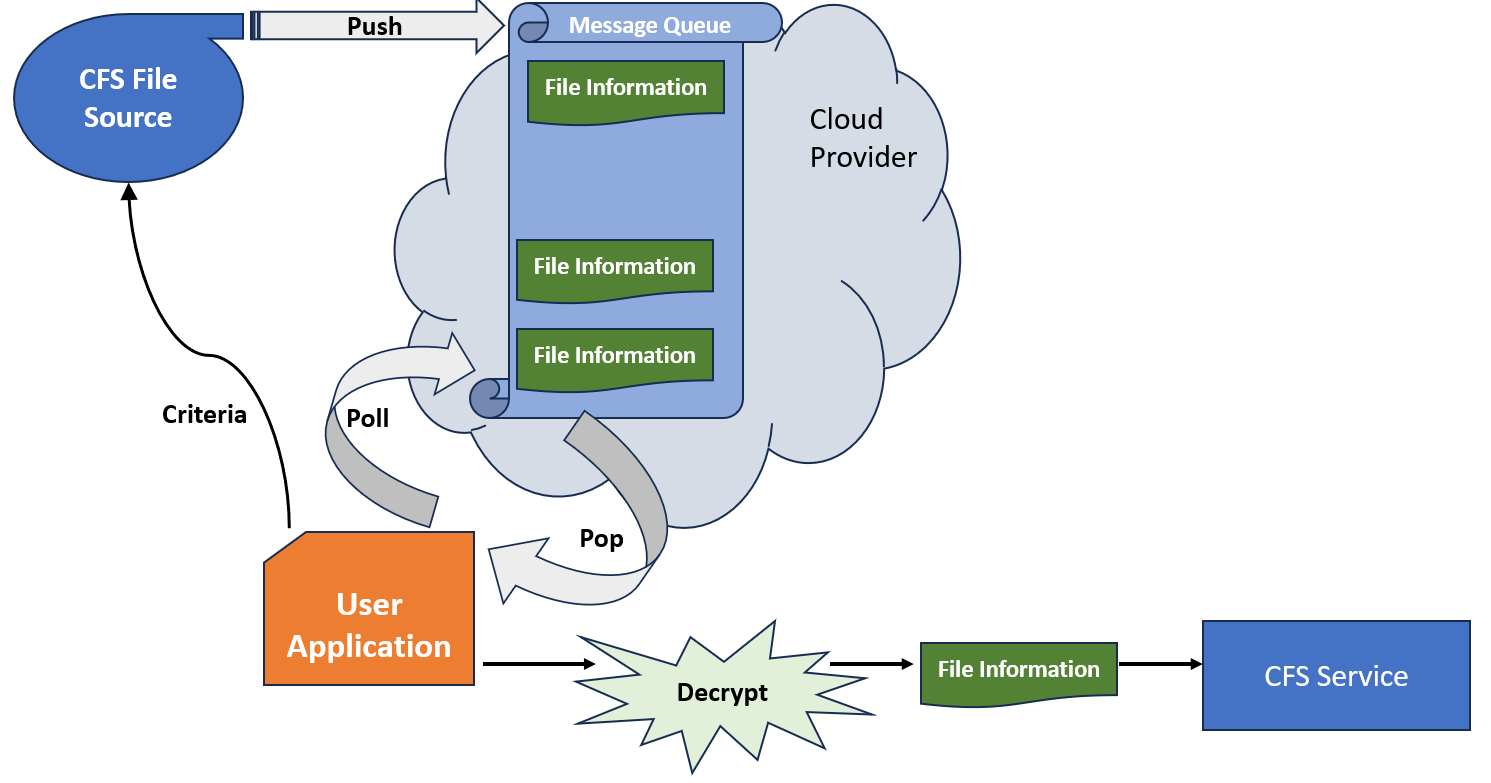 Push
Message Queue
CFS File
Source
File Information
Cloud
Provider
File Information
File Information
Criteria
Poll
Pop
User
Application
Decrypt
File Information
CFS Service